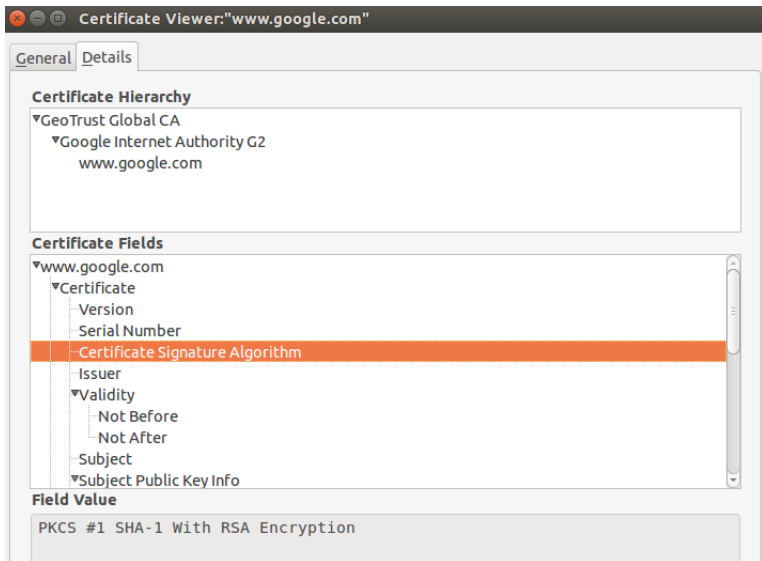 Certificate Viewer:"www.google.com"
General Details
Certificate Hierarchy
GeoTrust Global CA
Google Internet Authority G2
www.google.com
Certificate Fields
www.google.com
Certificate
Version
Serial Number
Certificate Signature Algorithm
Issuer
Validity
Not Before
Not After
Subject
Subject Public Key Info
Field Value
PKCS #1 SHA-1 With RSA Encryption